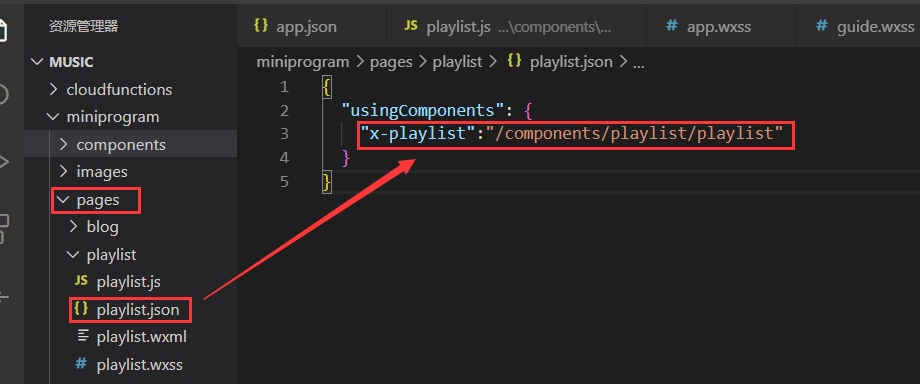 资源管理器
MUSIC
cloudfunctions
miniprogram
components
images
pages
blog
playlist
JS playlist.js
{} playlist.json
playlist.wxml
# playlist.wxss
{} app.json
JS playlist.js ...\components\...
# app.wxss
# guide.wxss
miniprogram > pages > playlist > {} playlist.json > ...
1 {
2 "usingComponents": {
3 "x-playlist":"/components/playlist/playlist"
4 }
5 }